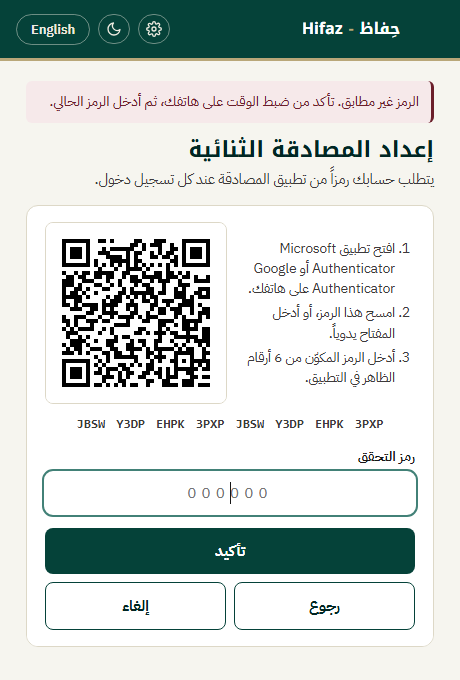 حِفاظ - Hifaz
English
الرمز غير مطابق. تأكد من ضبط الوقت على هاتفك، ثم أدخل الرمز الحالي.
إعداد المصادقة الثنائية
يتطلب حسابك رمزاً من تطبيق المصادقة عند كل تسجيل دخول.
1. افتح تطبيق Microsoft
Authenticator أو Google
Authenticator على هاتفك.
2. امسح هذا الرمز، أو أدخل
المفتاح يدوياً.
3. أدخل الرمز المكوّن من 6 أرقام
الظاهر في التطبيق.
JBSW Y3DP EHPK 3PXP JBSW Y3DP EHPK 3PXP
رمز التحقق
000000
تأكيد
رجوع
إلغاء